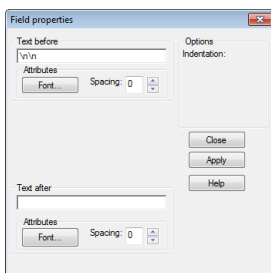 Field properties
Text before
\n\n
Attributes
Font...
Spacing: 0
Options
Indentation:
Close
Apply
Help
Text after
Attributes
Font...
Spacing: 0